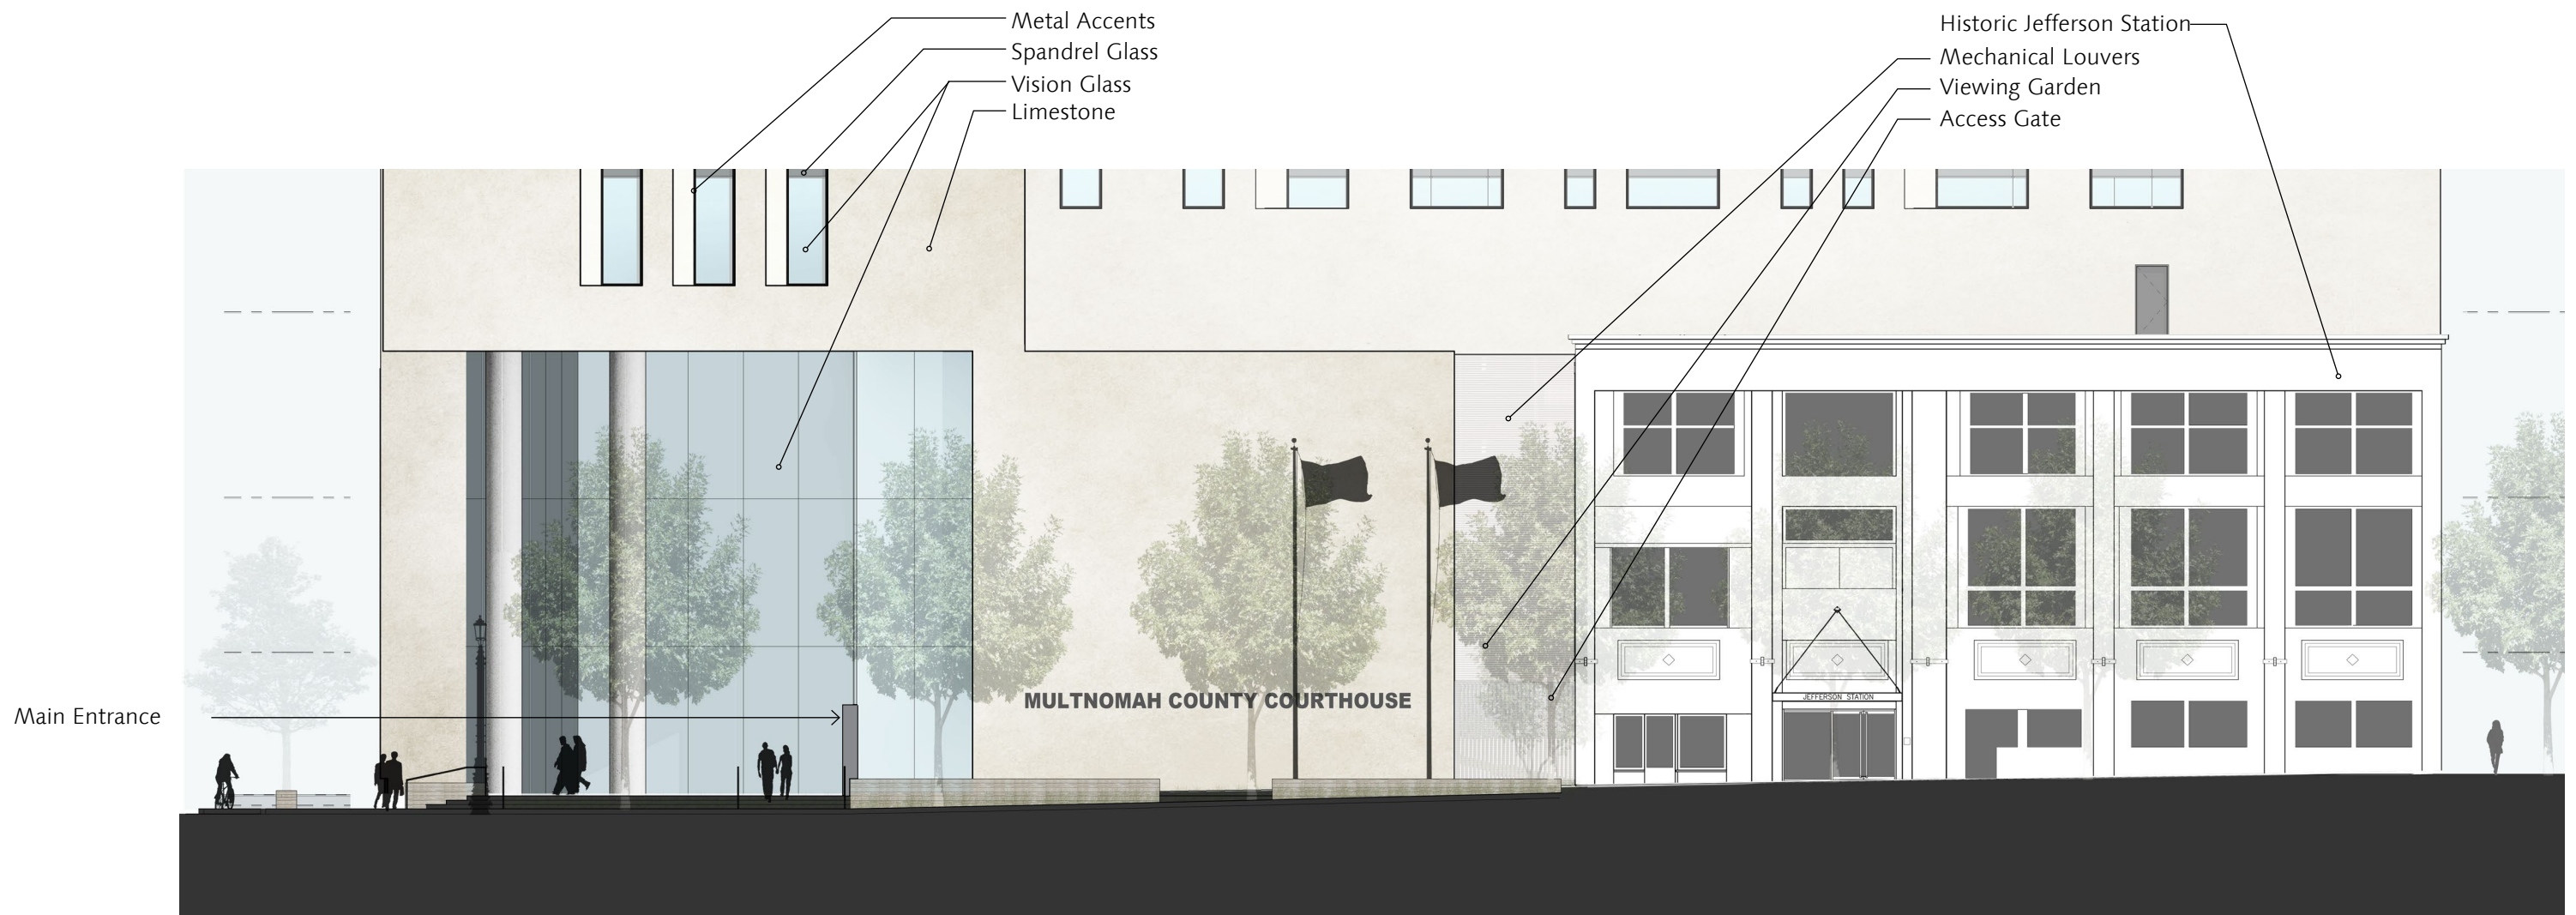 Metal Accents
Spandrel Glass
Vision Glass
Limestone
Historic Jefferson Station
Mechanical Louvers
Viewing Garden
Access Gate
Main Entrance
MULTNOMAH COUNTY COURTHOUSE
JEFFERSON STATION